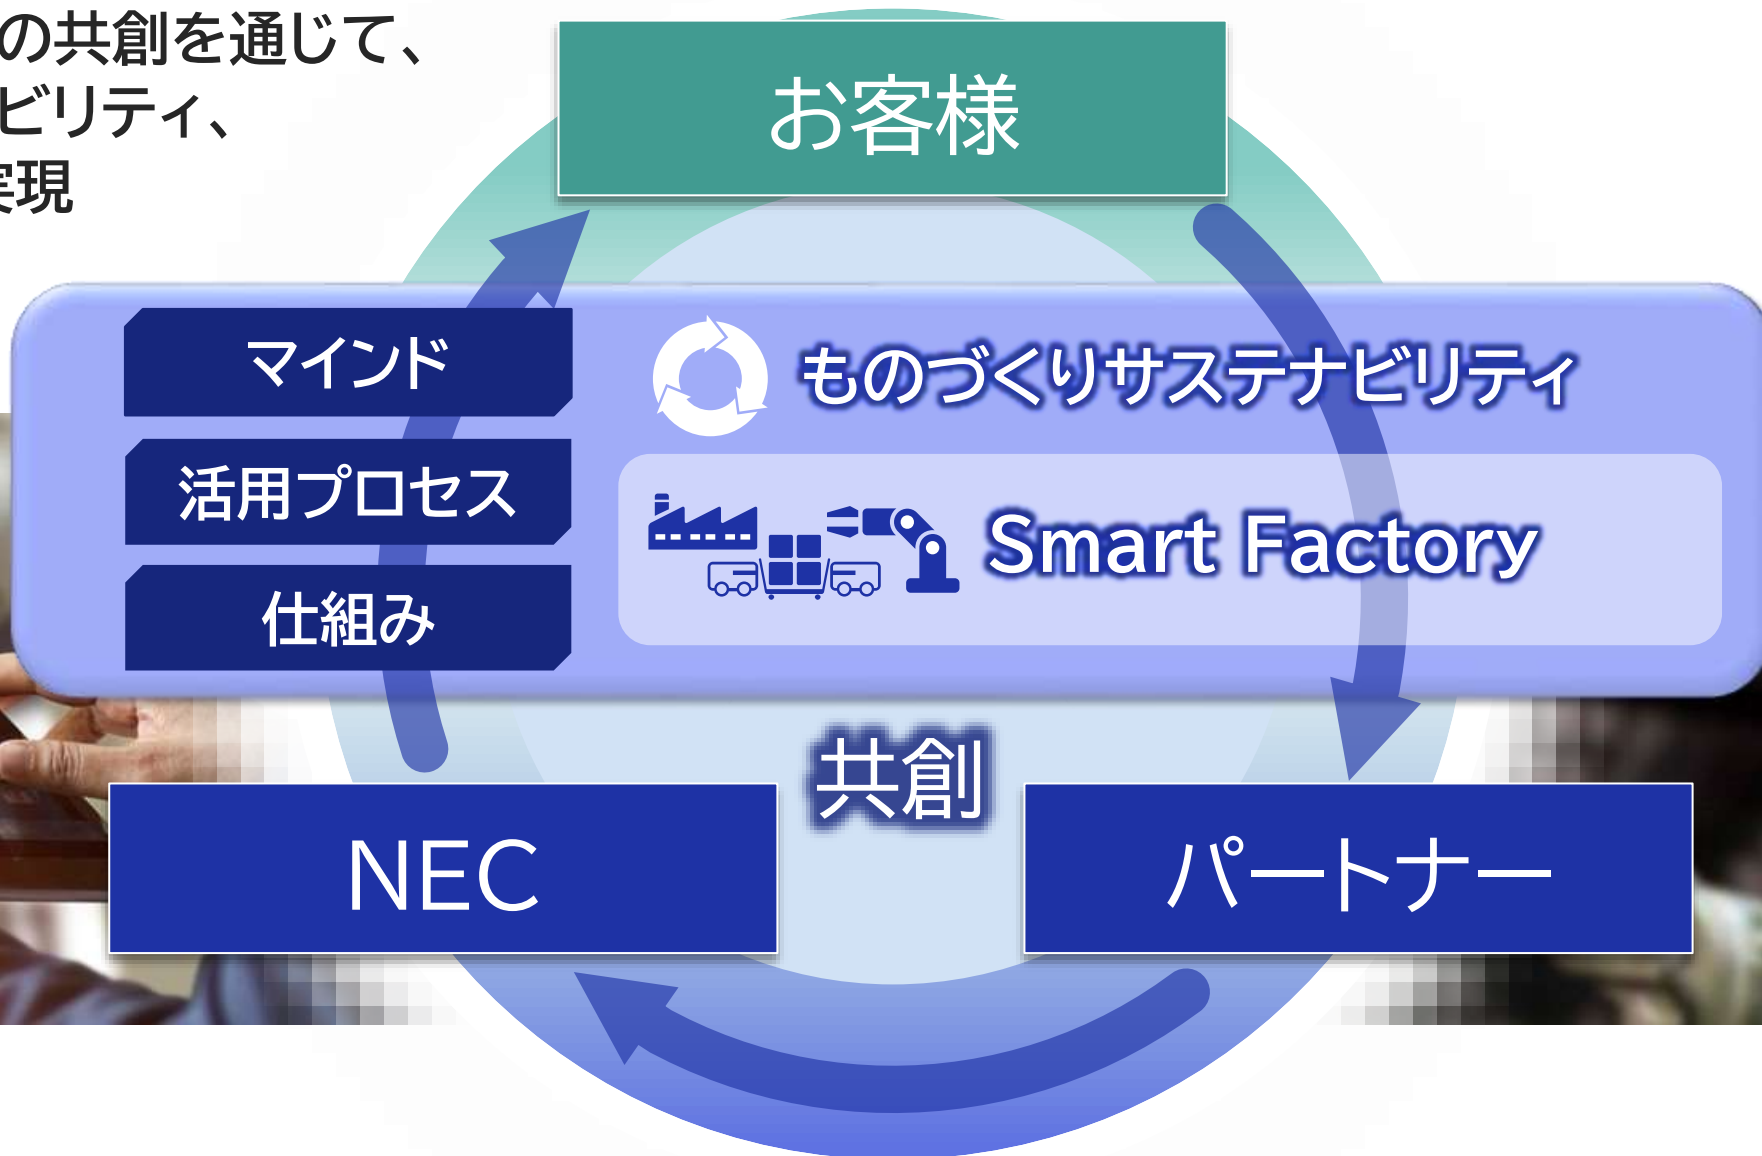 の共創を通じて、
ビリティ、
実現
お客様
マインド
ものづくりサステナビリティ
活用プロセス
Smart Factory
仕組み
共創
NEC
パートナー